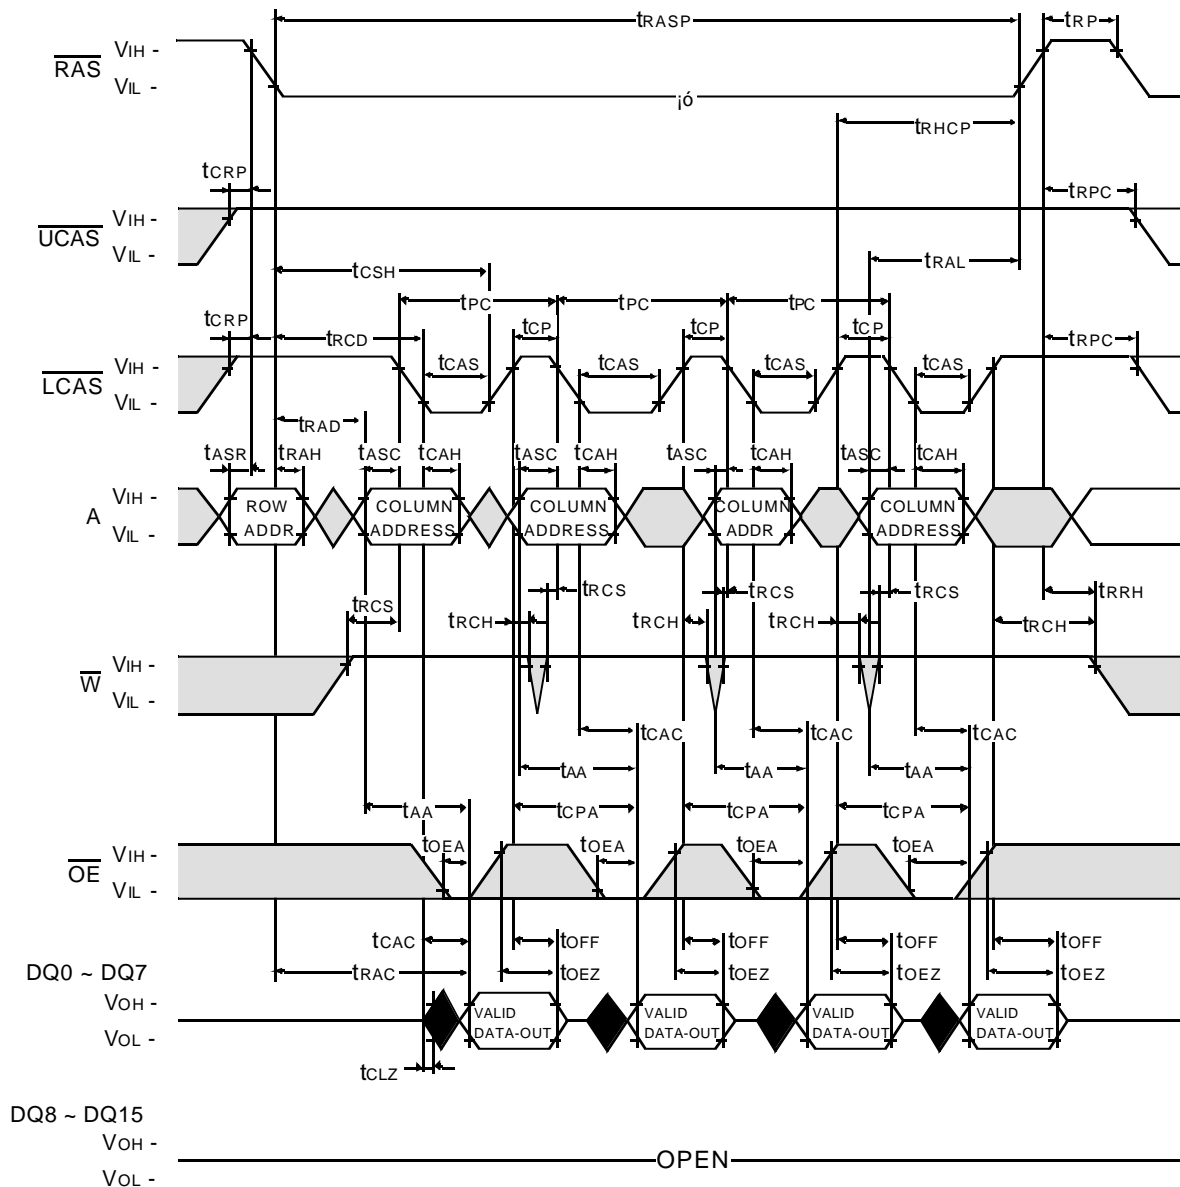 tRASP tRP
RAS VIH -
VIL -
¡ó
tRHCP
tCRP tRPC
UCAS VIH -
VIL -
tCSH tRAL
tPC tPC tPC
tCRP tRCD tCP tCP tCP tRPC
LCAS VIH -
VIL -
tCAS tCAS tCAS tCAS
tRAD
tASR tRAH tASC tCAH tASC tCAH tASC tCAH tASC tCAH
A VIH -
VIL -
ROW ADDR
COLUMN ADDRESS
COLUMN ADDRESS
COLUMN ADDR
COLUMN ADDRESS
tRCS tRCS tRCS tRCS tRRH
tRCH tRCH tRCH tRCH
W VIH -
VIL -
tCAC tCAC tCAC
tAA tAA tAA
tAA tCPA tCPA tCPA
tOEA tOEA tOEA tOEA
OE VIH -
VIL -
tCAC tOFF tOFF tOFF tOFF
tRAC tOEZ tOEZ tOEZ tOEZ
DQ0 ~ DQ7
VOH -
VOL -
VALID DATA-OUT
VALID DATA-OUT
VALID DATA-OUT
VALID DATA-OUT
tCLZ
DQ8 ~ DQ15
VOH -
OPEN
VOL -